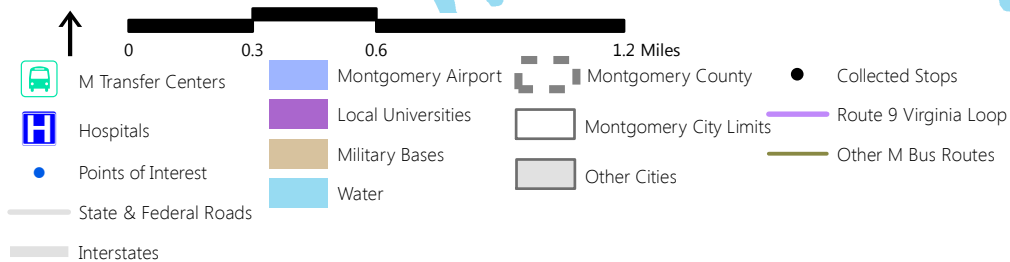 0 0.3 0.6 1.2 Miles
M Transfer Centers
Hospitals
Points of Interest
State & Federal Roads
Interstates
Montgomery Airport
Local Universities
Military Bases
Water
Montgomery County
Montgomery City Limits
Other Cities
Collected Stops
Route 9 Virginia Loop
Other M Bus Routes